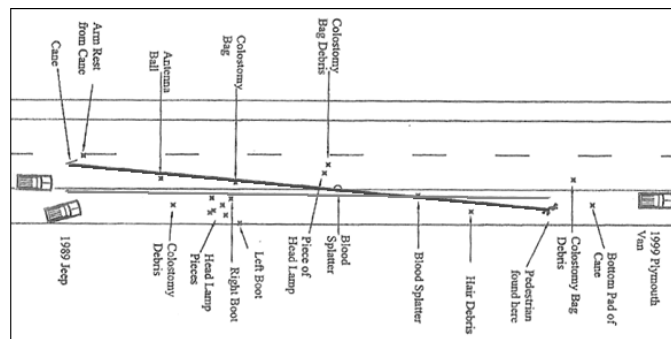 Arm Rest
from Cane
Cane
Antenna
Ball
Colostomy
Bag
Colostomy
Bag Debris
1989 Jeep
Colostomy
Debris
Head Lamp
Pieces
Right Boot
Left Boot
Piece of
Head Lamp
Blood
Splatter
Blood Splatter
Hair Debris
Pedestrian
found here
Colostomy Bag
Debris
Bottom Pad of
Cane
1999 Plymouth
Van